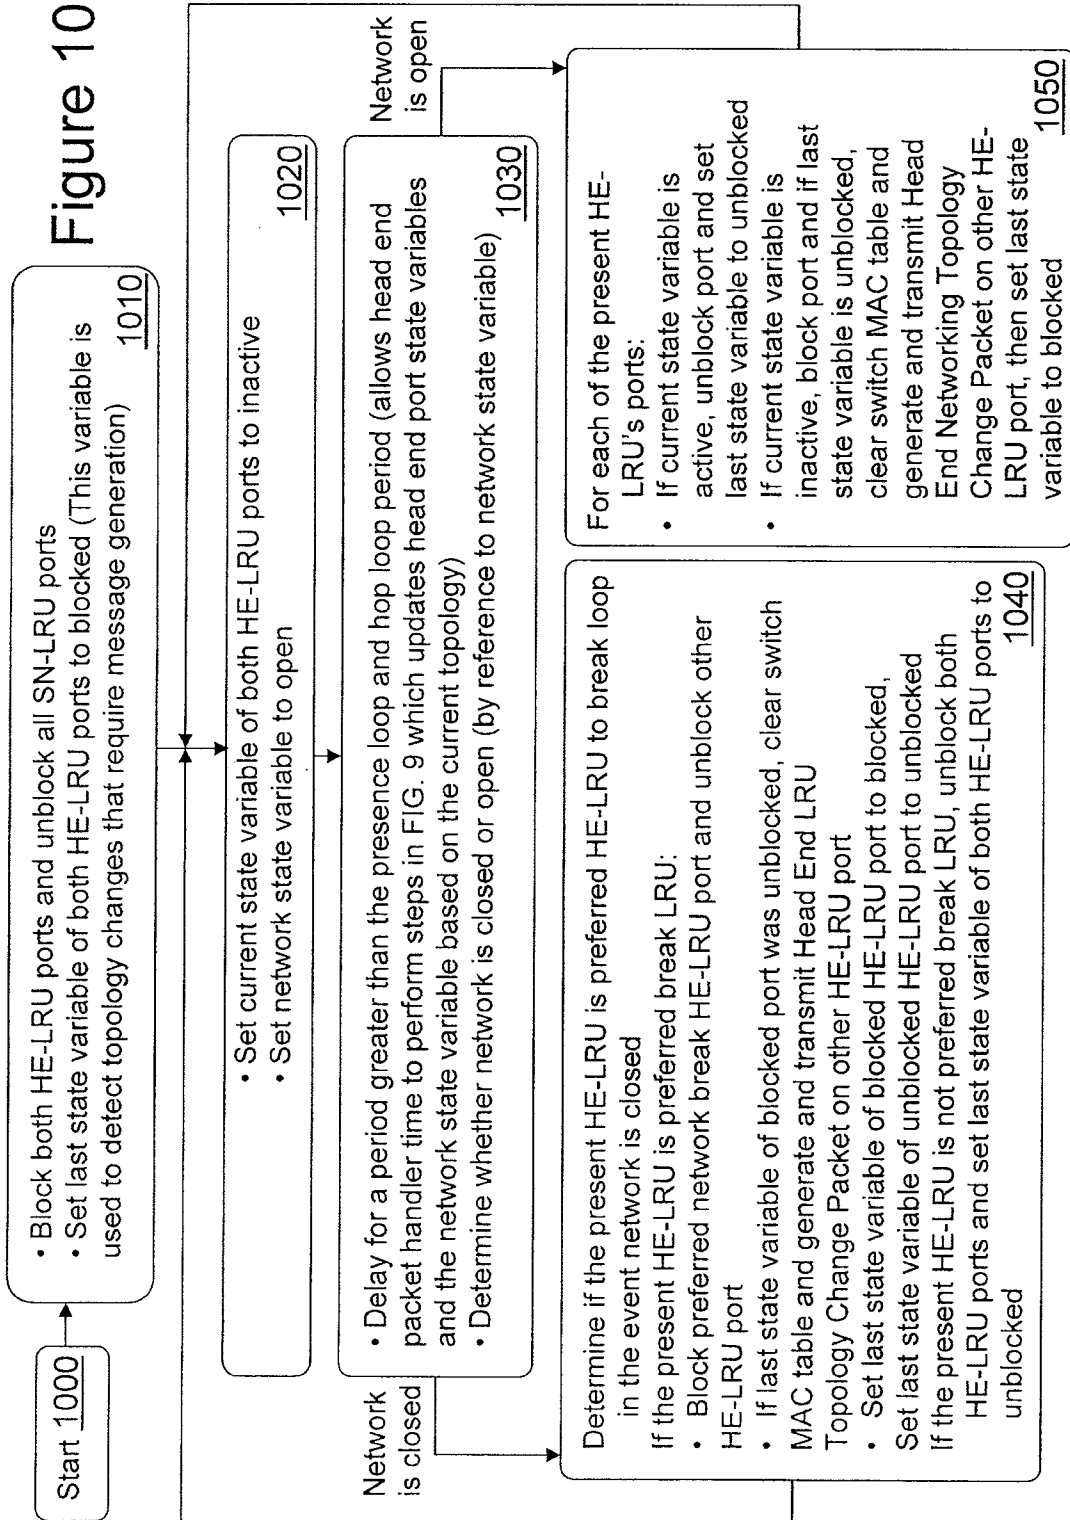 Figure 10
Start 1000
• Block both HE-LRU ports and unblock all SN-LRU ports
• Set last state variable of both HE-LRU ports to blocked (This variable is
used to detect topology changes that require message generation)
1010
• Set current state variable of both HE-LRU ports to inactive
• Set network state variable to open
1020
• Delay for a period greater than the presence loop and hop loop period (allows head end
packet handler time to perform steps in FIG. 9 which updates head end port state variables
and the network state variable based on the current topology)
• Determine whether network is closed or open (by reference to network state variable)
1030
Network
is closed
Network
is open
Determine if the present HE-LRU is preferred HE-LRU to break loop
in the event network is closed
If the present HE-LRU is preferred break LRU:
• Block preferred network break HE-LRU port and unblock other
HE-LRU port
• If last state variable of blocked port was unblocked, clear switch
MAC table and generate and transmit Head End LRU
Topology Change Packet on other HE-LRU port
• Set last state variable of blocked HE-LRU port to blocked,
Set last state variable of unblocked HE-LRU port to unblocked
If the present HE-LRU is not preferred break LRU, unblock both
HE-LRU ports and set last state variable of both HE-LRU ports to
unblocked
1040
For each of the present HE-
LRU's ports:
• If current state variable is
active, unblock port and set
last state variable to unblocked
• If current state variable is
inactive, block port and if last
state variable is unblocked,
clear switch MAC table and
generate and transmit Head
End Networking Topology
Change Packet on other HE-
LRU port, then set last state
variable to blocked
1050